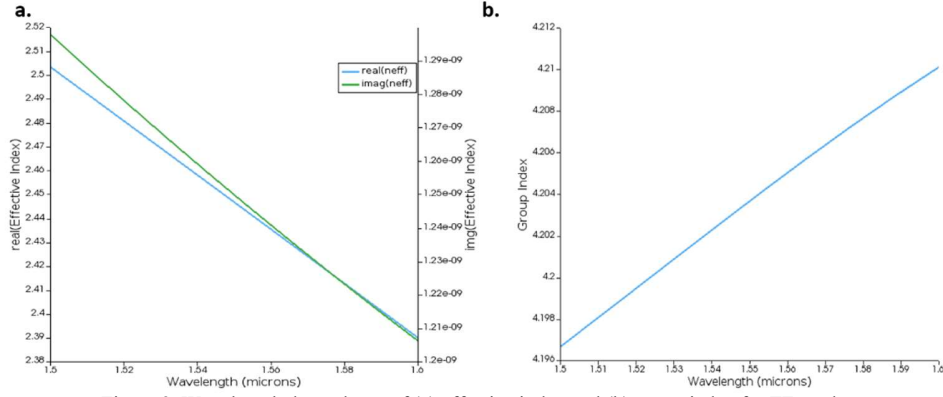 a.
2.52
2.51
2.5
2.49
2.48
2.47
2.46
2.45
2.44
2.43
2.42
2.41
2.4
2.39
2.38
real(Effective Index)
1.5
1.52
1.54
1.56
1.58
1.6
Wavelength (microns)
real(neff)
imag(neff)
1.29e-09
1.28e-09
1.27e-09
1.26e-09
1.25e-09
1.24e-09
1.23e-09
1.22e-09
1.21e-09
1.2e-09
img(Effective Index)
b.
4.212
4.21
4.208
4.206
4.204
4.202
4.2
4.198
4.196
Group Index
1.5
1.51
1.52
1.53
1.54
1.55
1.56
1.57
1.58
1.59
1.6
Wavelength (microns)